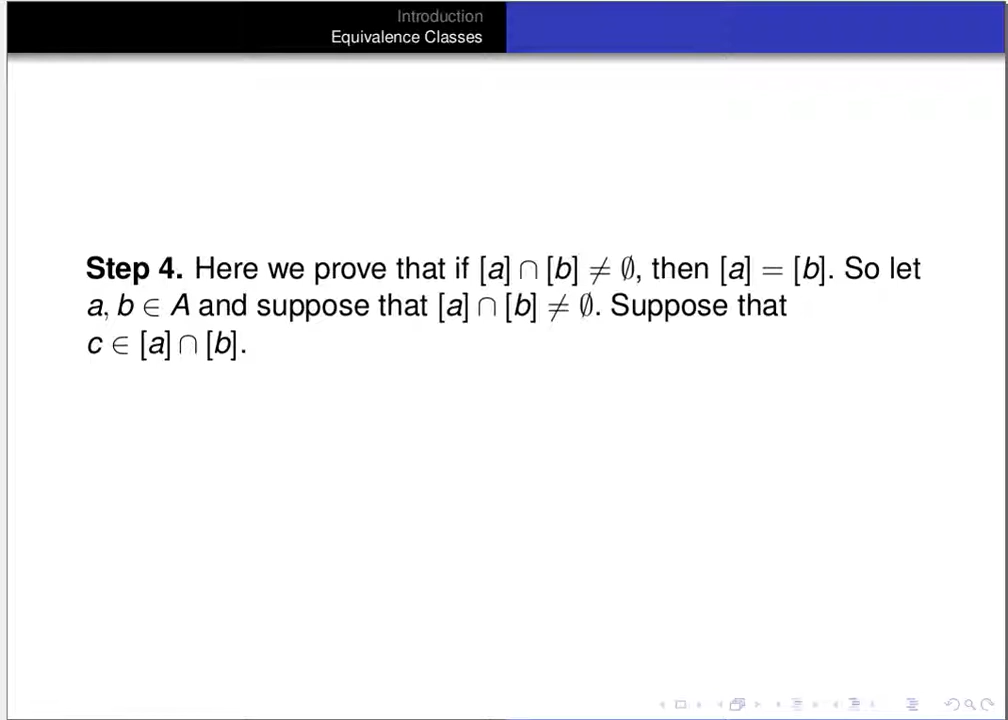 Introduction
Equivalence Classes
Step 4. Here we prove that if [a] ∩ [b] ≠ ∅, then [a] = [b]. So let
a, b ∈ A and suppose that [a] ∩ [b] ≠ ∅. Suppose that
c ∈ [a] ∩ [b].